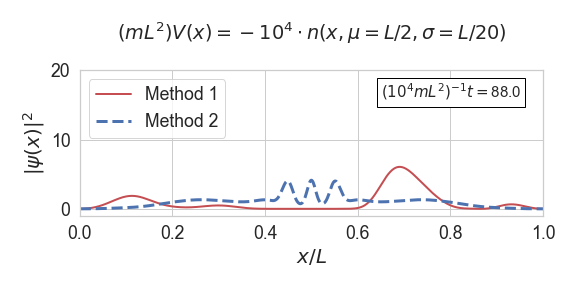 (mL²)V(x) = −10⁴ · n(x, μ = L/2, σ = L/20)
20
10
0
|ψ(x)|²
Method 1
Method 2
(10⁴mL²)⁻¹t = 88.0
0.0 0.2 0.4 0.6 0.8 1.0
x/L